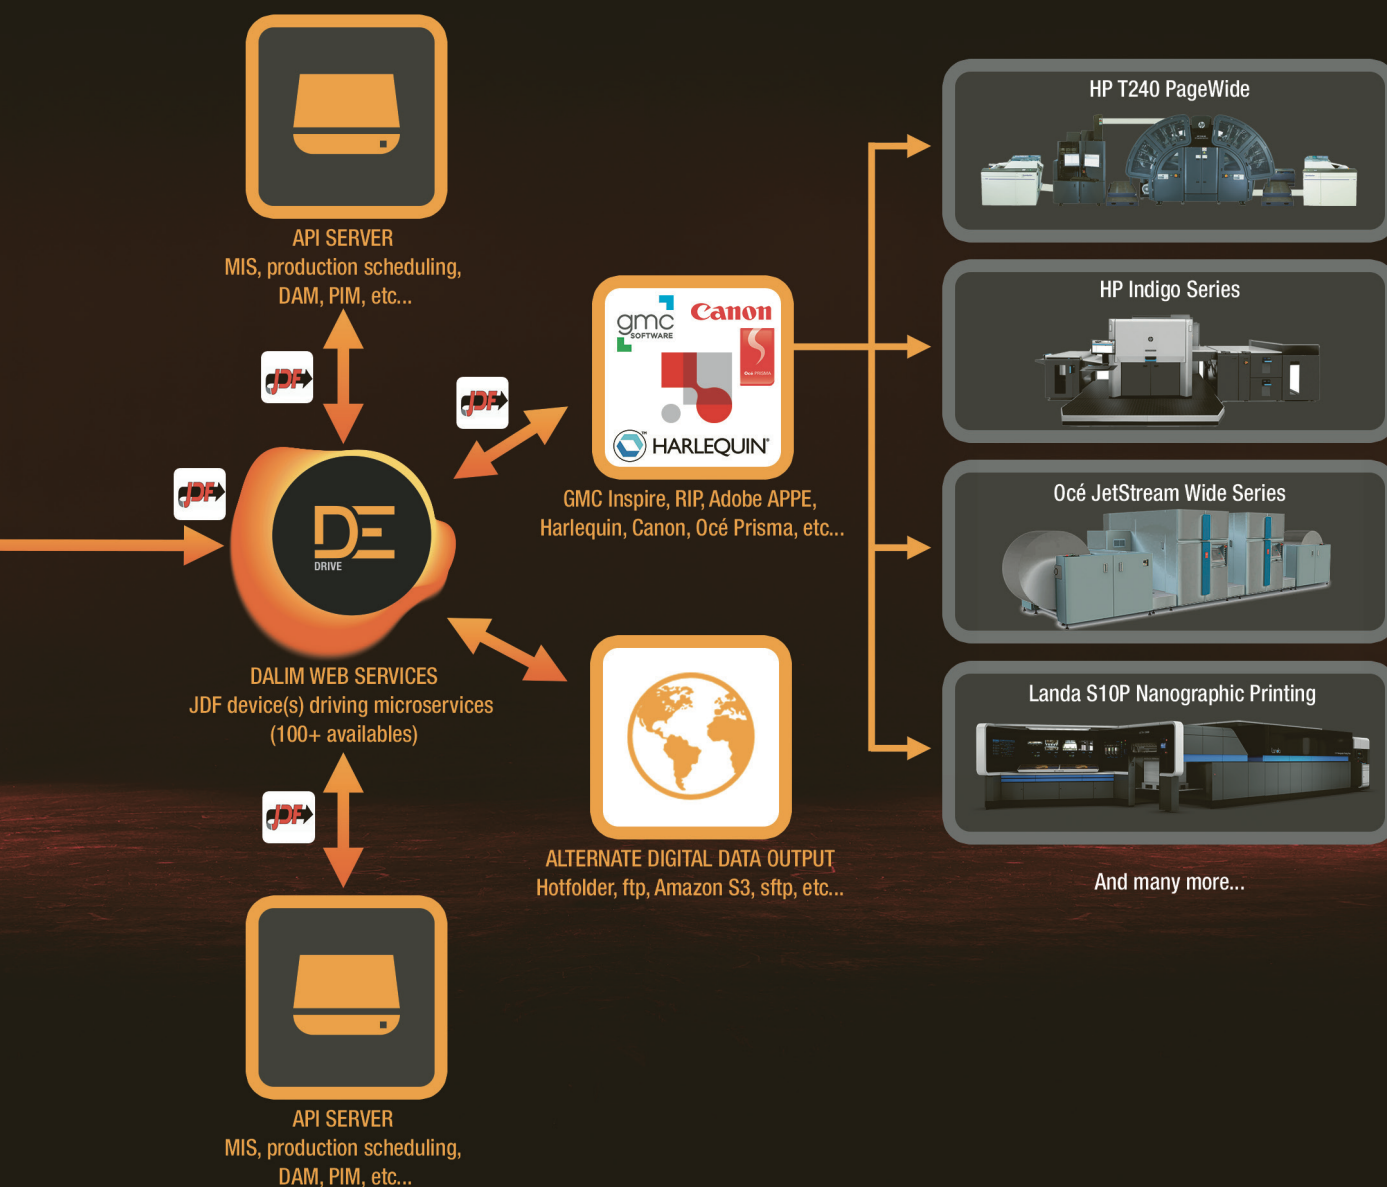 API SERVER
MIS, production scheduling,
DAM, PIM, etc...
JDF
JDF
JDF
DE
DRIVE
DALIM WEB SERVICES
JDF device(s) driving microservices
(100+ availables)
JDF
API SERVER
MIS, production scheduling,
DAM, PIM, etc...
gmc
SOFTWARE
Canon
Océ PRISMA
HARLEQUIN®
GMC Inspire, RIP, Adobe APPE,
Harlequin, Canon, Océ Prisma, etc...
ALTERNATE DIGITAL DATA OUTPUT
Hotfolder, ftp, Amazon S3, sftp, etc...
HP T240 PageWide
HP Indigo Series
Océ JetStream Wide Series
Landa S10P Nanographic Printing
And many more...